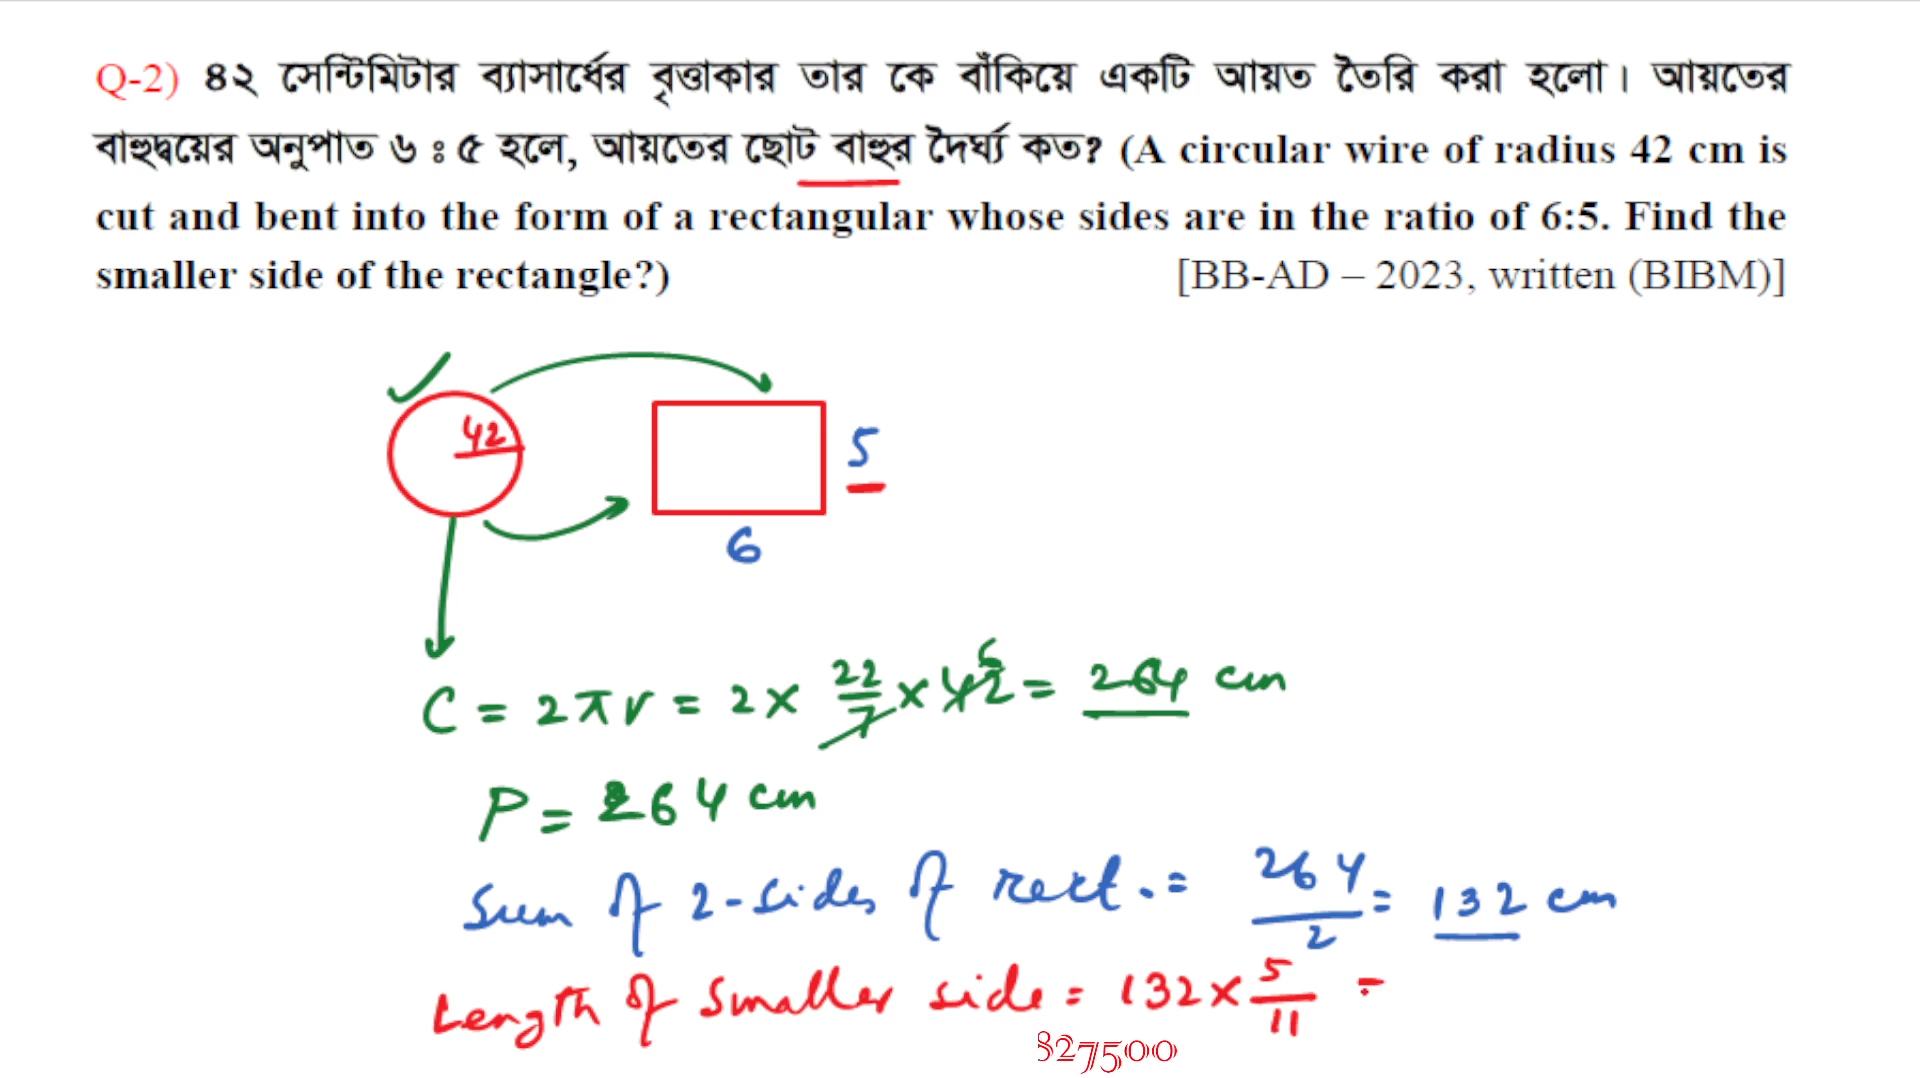 Q-2) ৪২ সেন্টিমিটার ব্যাসার্ধের বৃত্তাকার তার কে বাঁকিয়ে একটি আয়ত তৈরি করা হলো। আয়তের
বাহুদ্বয়ের অনুপাত ৬ ঃ ৫ হলে, আয়তের ছোট বাহুর দৈর্ঘ্য কত? (A circular wire of radius 42 cm is
cut and bent into the form of a rectangular whose sides are in the ratio of 6:5. Find the
smaller side of the rectangle?) [BB-AD – 2023, written (BIBM)]
42
5
6
C = 2πr = 2 × 22/7 × 42 6 = 264 cm
P = 264 cm
Sum of 2-sides of rect. = 264/2 = 132 cm
Length of smaller side = 132 × 5/11 =
827500